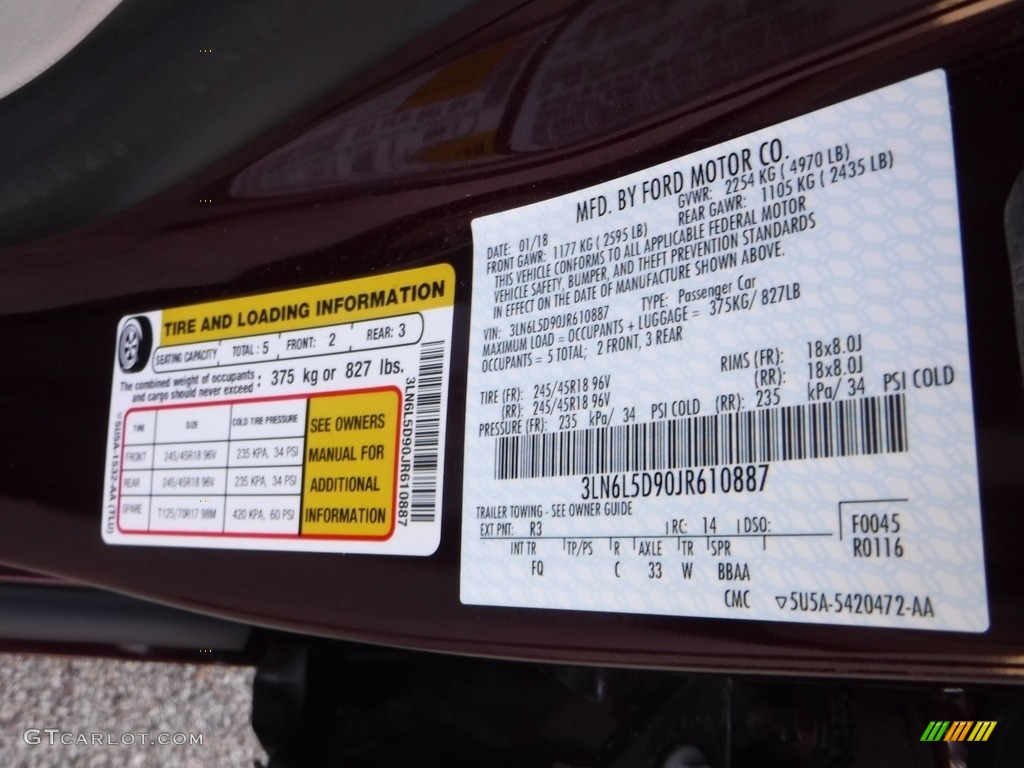 TIRE AND LOADING INFORMATION
SEATING CAPACITY TOTAL : 5 FRONT: 2 REAR: 3
The combined weight of occupants and cargo should never exceed : 375 kg or 827 lbs.
TIRE SIZE COLD TIRE PRESSURE
FRONT 245/45R18 96V 235 KPA, 34 PSI
REAR 245/45R18 96V 235 KPA, 34 PSI
SPARE T125/70R17 98M 420 KPA, 60 PSI
SEE OWNERS
MANUAL FOR
ADDITIONAL
INFORMATION
3LN6L5D90JR610887
5U5A-1532-AA (TLU)
MFD. BY FORD MOTOR CO.
DATE: 01/18 GVWR: 2254 KG ( 4970 LB)
FRONT GAWR: 1177 KG ( 2595 LB) REAR GAWR: 1105 KG ( 2435 LB)
THIS VEHICLE CONFORMS TO ALL APPLICABLE FEDERAL MOTOR
VEHICLE SAFETY, BUMPER, AND THEFT PREVENTION STANDARDS
IN EFFECT ON THE DATE OF MANUFACTURE SHOWN ABOVE.
VIN: 3LN6L5D90JR610887 TYPE: Passenger Car
MAXIMUM LOAD = OCCUPANTS + LUGGAGE = 375KG/ 827LB
OCCUPANTS = 5 TOTAL; 2 FRONT, 3 REAR
TIRE (FR): 245/45R18 96V RIMS (FR): 18x8.0J
(RR): 245/45R18 96V (RR): 18x8.0J
PRESSURE (FR): 235 kPa/ 34 PSI COLD (RR): 235 kPa/ 34 PSI COLD
3LN6L5D90JR610887
TRAILER TOWING - SEE OWNER GUIDE
EXT PNT: R3 RC: 14 DSO: F0045
R0116
INT TR TP/PS R AXLE TR SPR
FQ C 33 W BBAA
CMC ▽5U5A-5420472-AA
GTCARLOT.COM